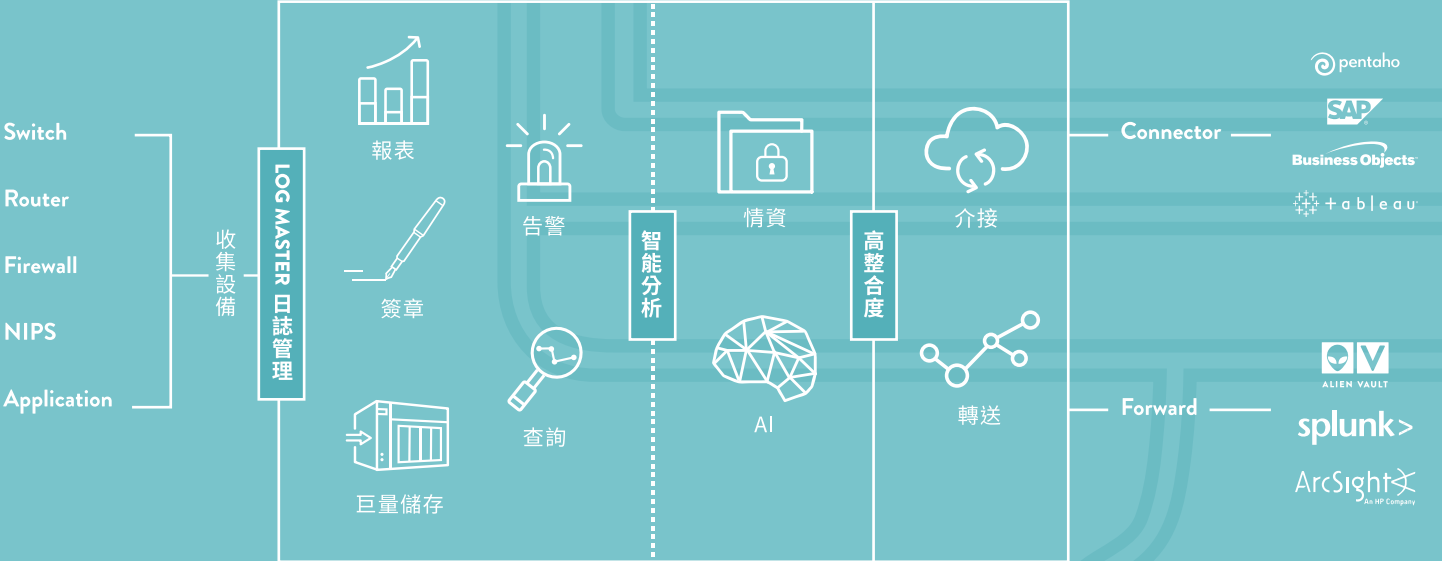 Switch
Router
Firewall
NIPS
Application
收集設備
LOG MASTER 日誌管理
報表
簽章
巨量儲存
告警
查詢
智能分析
情資
AI
高整合度
介接
轉送
Connector
Forward
pentaho
SAP
Business Objects
+ableau
ALIEN VAULT
splunk>
ArcSight
An HP Company